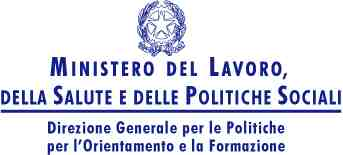 MINISTERO DEL LAVORO,
DELLA SALUTE E DELLE POLITICHE SOCIALI
Direzione Generale per le Politiche
per l'Orientamento e la Formazione